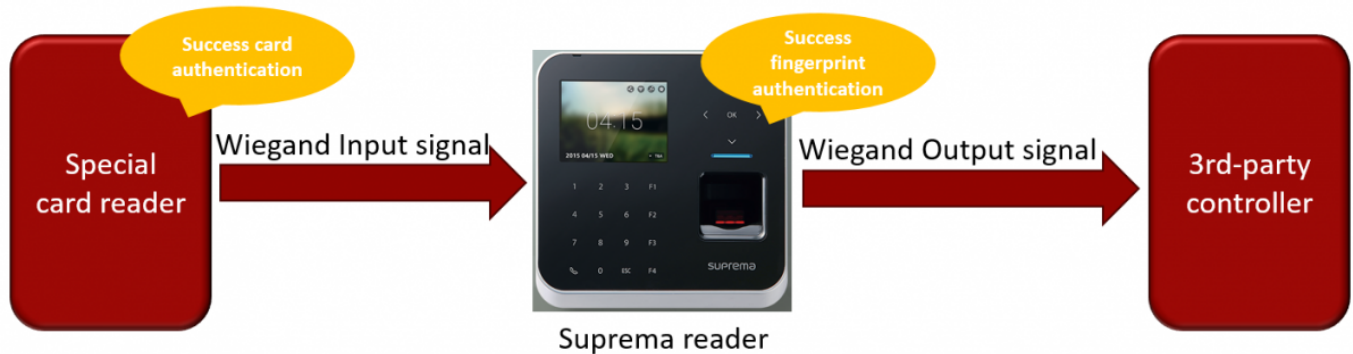 Success card
authentication
Success
fingerprint
authentication
Special
card reader
Wiegand Input signal
Wiegand Output signal
3rd-party
controller
04:15
2015 04/15 WED
OK
1 2 3 F1
4 5 6 F2
7 8 9 F3
0 ESC F4
suprema
Suprema reader